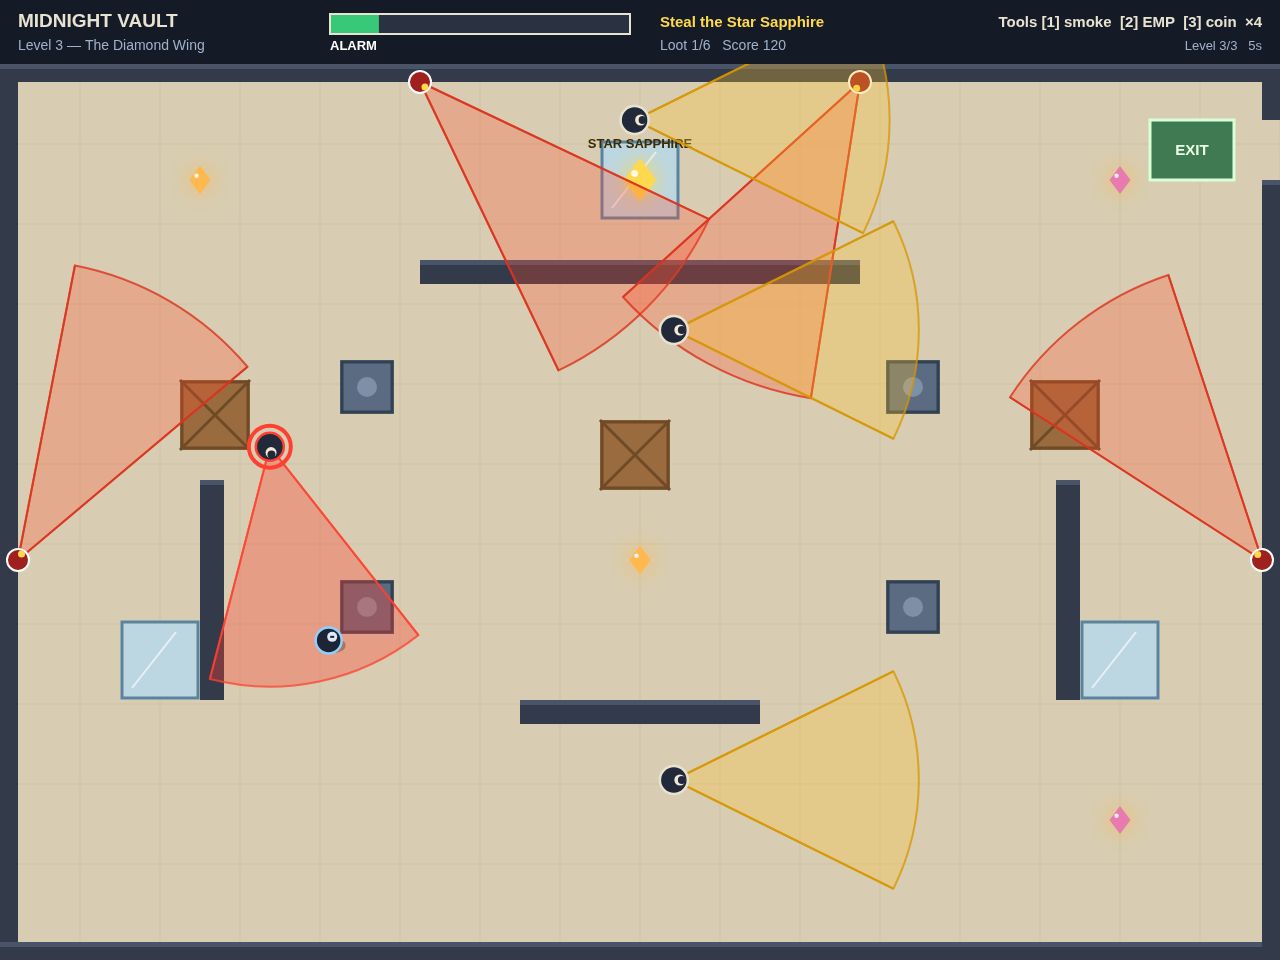 MIDNIGHT VAULT
Level 3 — The Diamond Wing
ALARM
Steal the Star Sapphire
Loot 1/6   Score 120
Tools [1] smoke  [2] EMP  [3] coin  ×4
Level 3/3   5s
STAR SAPPHIRE
EXIT